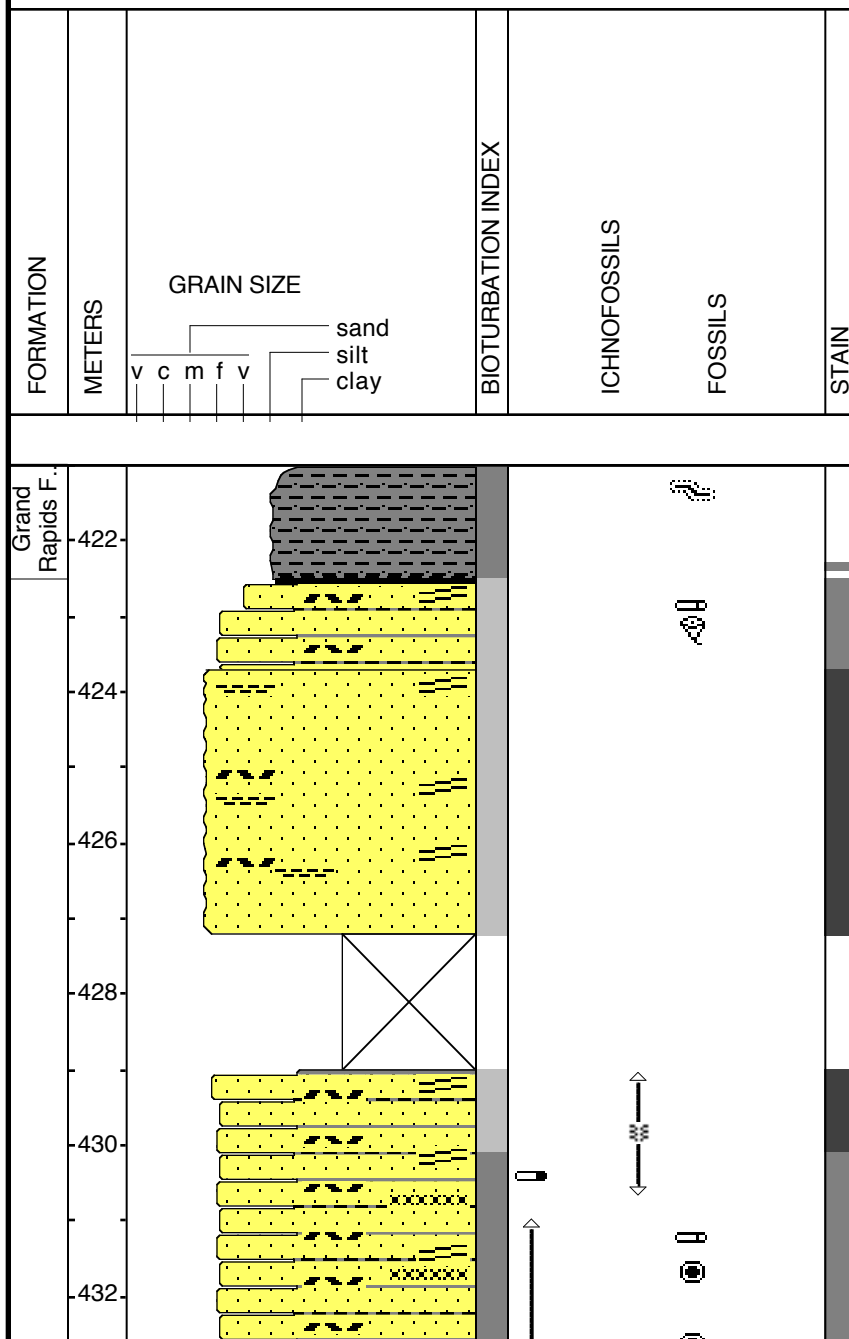 FORMATION
METERS
GRAIN SIZE
sand
silt
clay
v c m f v
BIOTURBATION INDEX
ICHNOFOSSILS
FOSSILS
STAIN
Grand
Rapids F..
422
424
426
428
430
432